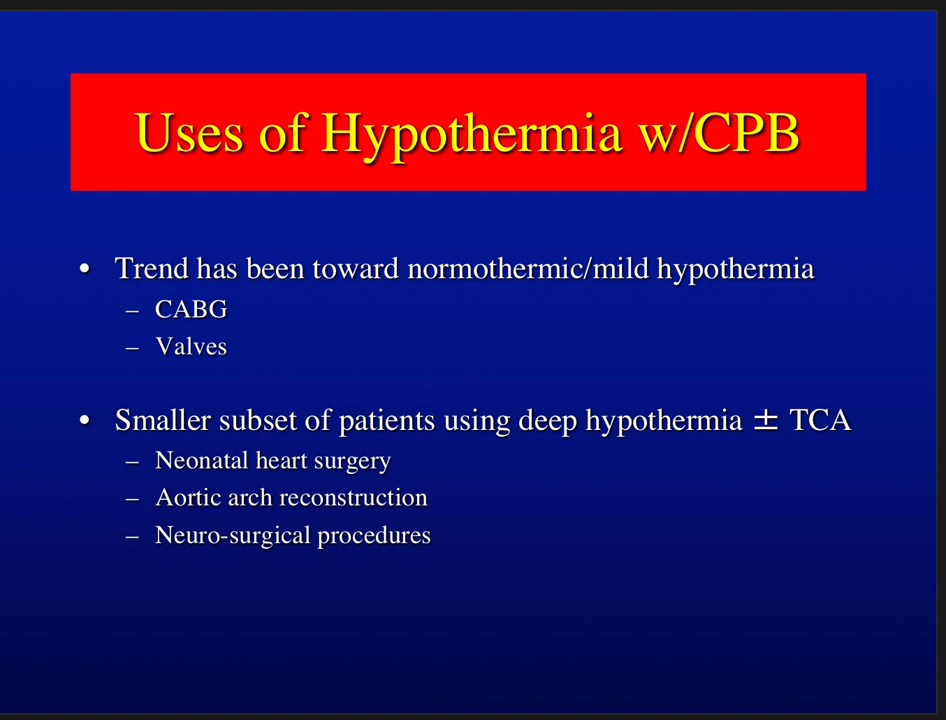 Uses of Hypothermia w/CPB
• Trend has been toward normothermic/mild hypothermia
– CABG
– Valves
• Smaller subset of patients using deep hypothermia ± TCA
– Neonatal heart surgery
– Aortic arch reconstruction
– Neuro-surgical procedures